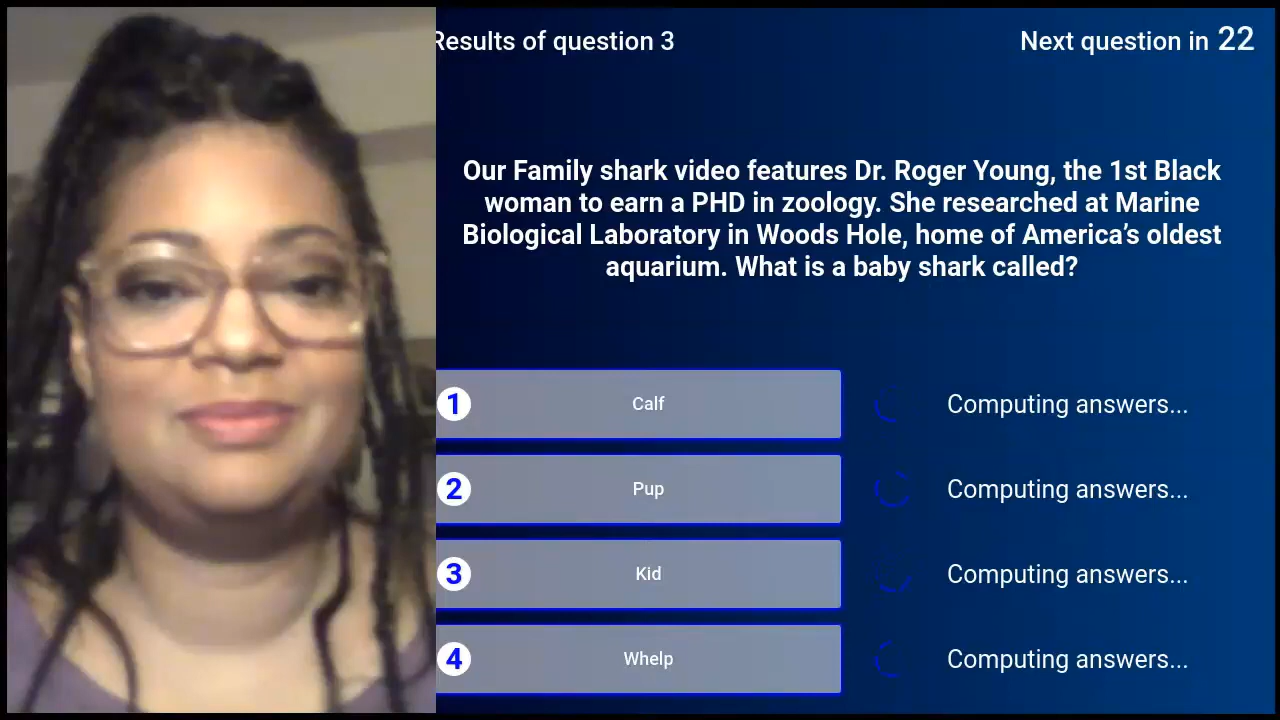 Results of question 3
Next question in 22
Our Family shark video features Dr. Roger Young, the 1st Black
woman to earn a PHD in zoology. She researched at Marine
Biological Laboratory in Woods Hole, home of America’s oldest
aquarium. What is a baby shark called?
1 Calf Computing answers...
2 Pup Computing answers...
3 Kid Computing answers...
4 Whelp Computing answers...